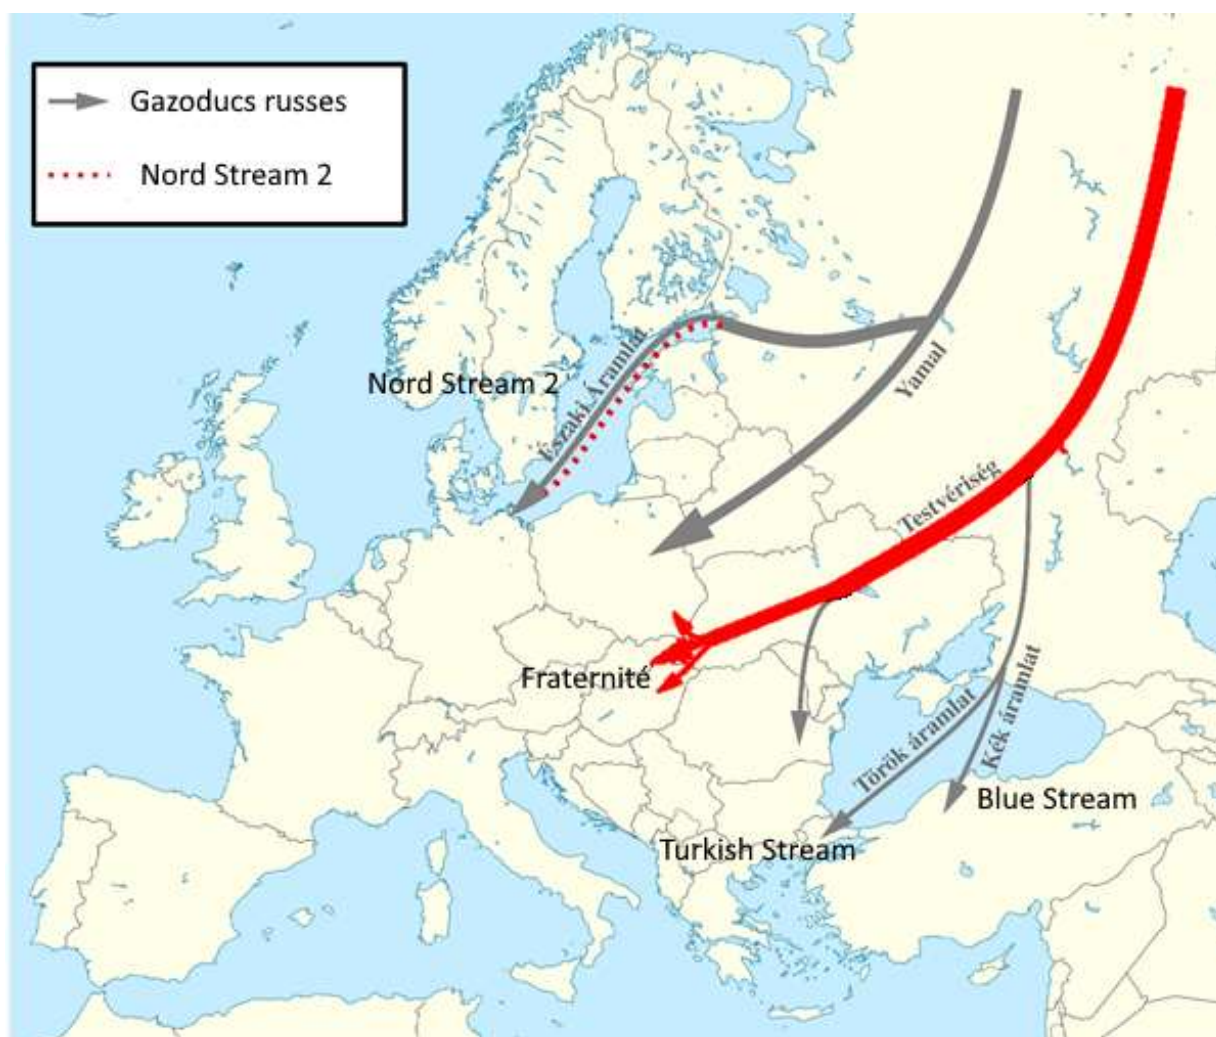 Gazoducs russes
Nord Stream 2
Északi Áramlat
Nord Stream 2
Yamal
Testvériség
Fraternité
Török áramlat
Kék áramlat
Blue Stream
Turkish Stream